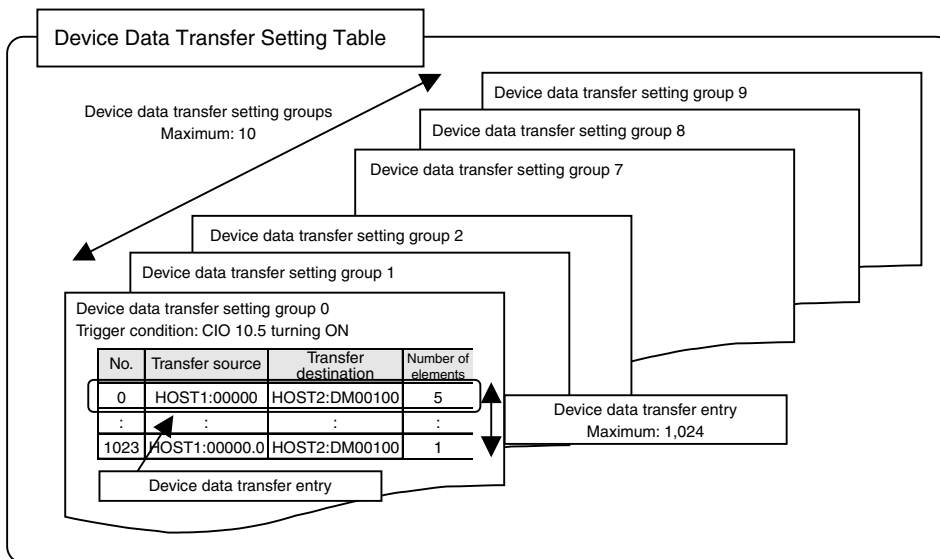 Device Data Transfer Setting Table
Device data transfer setting groups
Maximum: 10
Device data transfer setting group 9
Device data transfer setting group 8
Device data transfer setting group 7
Device data transfer setting group 2
Device data transfer setting group 1
Device data transfer setting group 0
Trigger condition: CIO 10.5 turning ON
No. Transfer source Transfer destination Number of elements
0 HOST1:00000 HOST2:DM00100 5
: : : :
1023 HOST1:00000.0 HOST2:DM00100 1
Device data transfer entry
Maximum: 1,024
Device data transfer entry